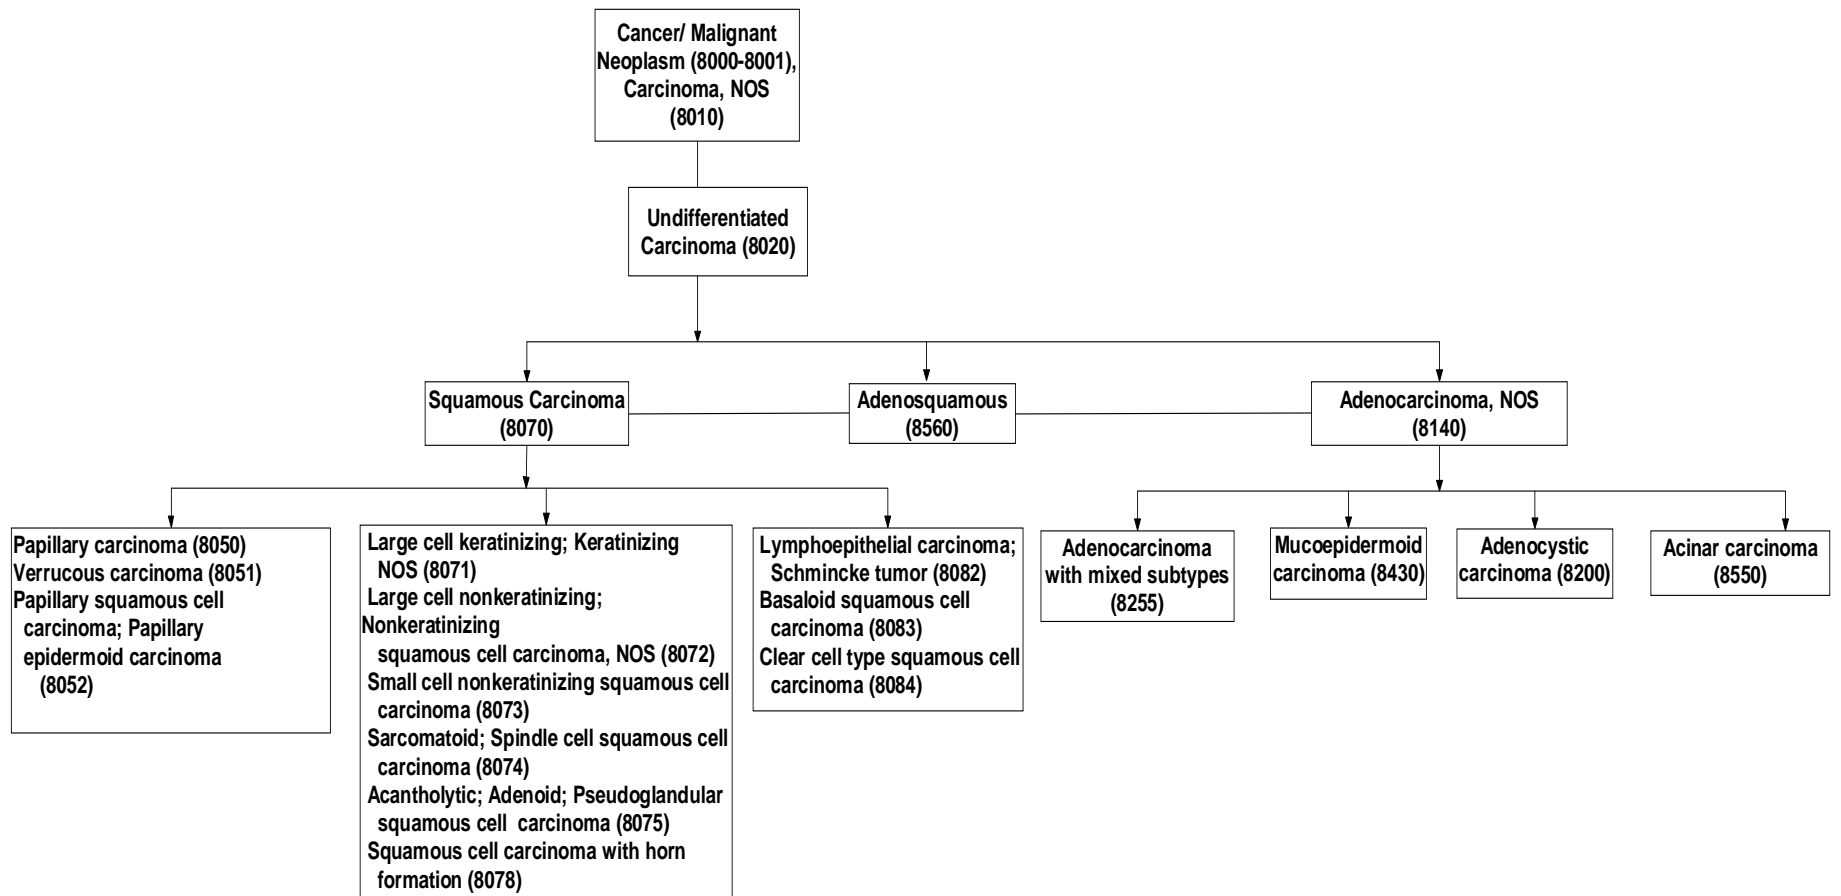 Cancer/ Malignant
Neoplasm (8000-8001),
Carcinoma, NOS
(8010)
Undifferentiated
Carcinoma (8020)
Squamous Carcinoma
(8070)
Adenosquamous
(8560)
Adenocarcinoma, NOS
(8140)
Papillary carcinoma (8050)
Verrucous carcinoma (8051)
Papillary squamous cell
carcinoma; Papillary
epidermoid carcinoma
(8052)
Large cell keratinizing; Keratinizing
NOS (8071)
Large cell nonkeratinizing;
Nonkeratinizing
squamous cell carcinoma, NOS (8072)
Small cell nonkeratinizing squamous cell
carcinoma (8073)
Sarcomatoid; Spindle cell squamous cell
carcinoma (8074)
Acantholytic; Adenoid; Pseudoglandular
squamous cell  carcinoma (8075)
Squamous cell carcinoma with horn
formation (8078)
Lymphoepithelial carcinoma;
Schmincke tumor (8082)
Basaloid squamous cell
carcinoma (8083)
Clear cell type squamous cell
carcinoma (8084)
Adenocarcinoma
with mixed subtypes
(8255)
Mucoepidermoid
carcinoma (8430)
Adenocystic
carcinoma (8200)
Acinar carcinoma
(8550)